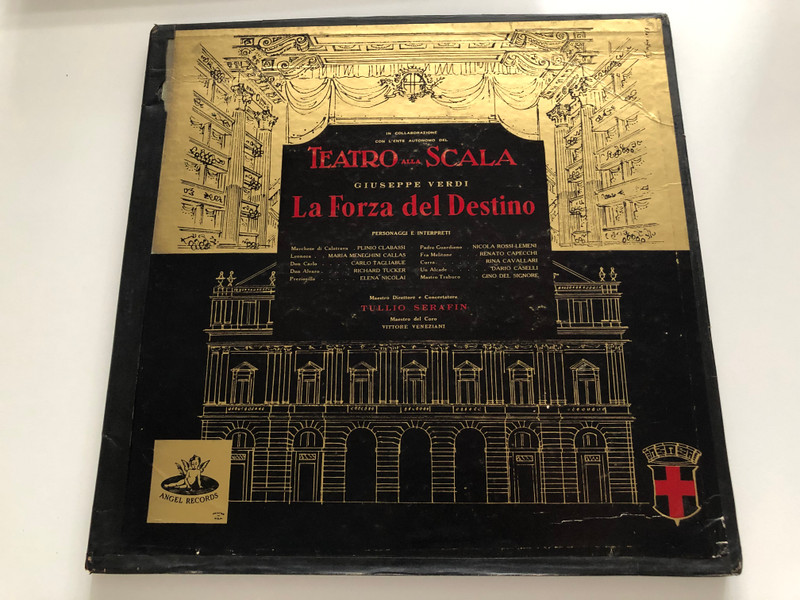 IN COLLABORAZIONE
CON L'ENTE AUTONOMO DEL
TEATRO ALLA SCALA
GIUSEPPE VERDI
La Forza del Destino
PERSONAGGI E INTERPRETI
Marchese di Calatrava . PLINIO CLABASSI
Leonora . MARIA MENEGHINI CALLAS
Don Carlo . CARLO TAGLIABUE
Don Alvaro . RICHARD TUCKER
Preziosilla . ELENA NICOLAI
Padre Guardiano . NICOLA ROSSI-LEMENI
Fra Melitone . RENATO CAPECCHI
Curra . RINA CAVALLARI
Un Alcade . DARIO CASELLI
Mastro Trabuco . GINO DEL SIGNORE
Maestro Direttore e Concertatore
TULLIO SERAFIN
Maestro del Coro
VITTORE VENEZIANI
ANGEL RECORDS